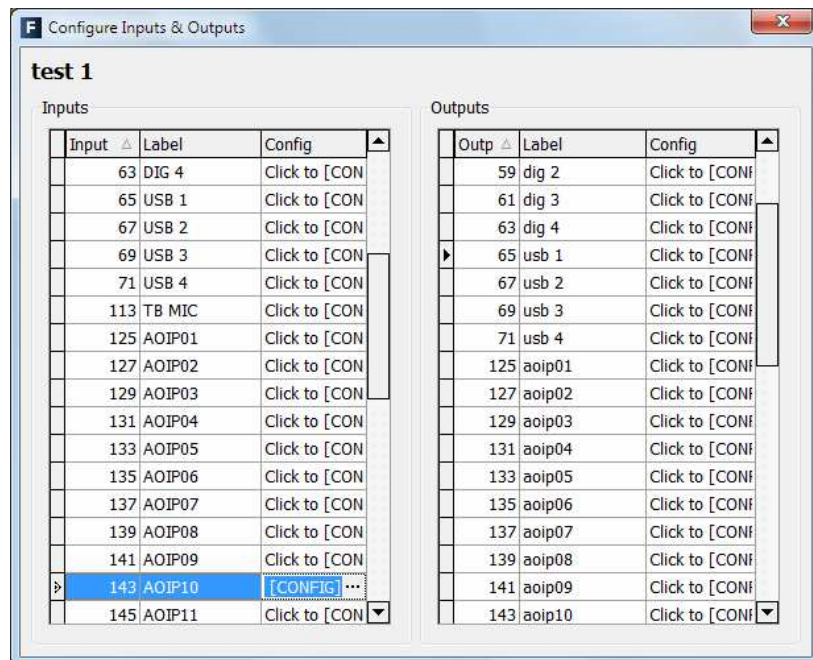 F Configure Inputs & Outputs
x
test 1
Inputs
Input Label Config
63 DIG 4 Click to [CON
65 USB 1 Click to [CON
67 USB 2 Click to [CON
69 USB 3 Click to [CON
71 USB 4 Click to [CON
113 TB MIC Click to [CON
125 AOIP01 Click to [CON
127 AOIP02 Click to [CON
129 AOIP03 Click to [CON
131 AOIP04 Click to [CON
133 AOIP05 Click to [CON
135 AOIP06 Click to [CON
137 AOIP07 Click to [CON
139 AOIP08 Click to [CON
141 AOIP09 Click to [CON
143 AOIP10 [CONFIG] ...
145 AOIP11 Click to [CON
Outputs
Outp Label Config
59 dig 2 Click to [CONF
61 dig 3 Click to [CONF
63 dig 4 Click to [CONF
65 usb 1 Click to [CONF
67 usb 2 Click to [CONF
69 usb 3 Click to [CONF
71 usb 4 Click to [CONF
125 aoip01 Click to [CONF
127 aoip02 Click to [CONF
129 aoip03 Click to [CONF
131 aoip04 Click to [CONF
133 aoip05 Click to [CONF
135 aoip06 Click to [CONF
137 aoip07 Click to [CONF
139 aoip08 Click to [CONF
141 aoip09 Click to [CONF
143 aoip10 Click to [CONF